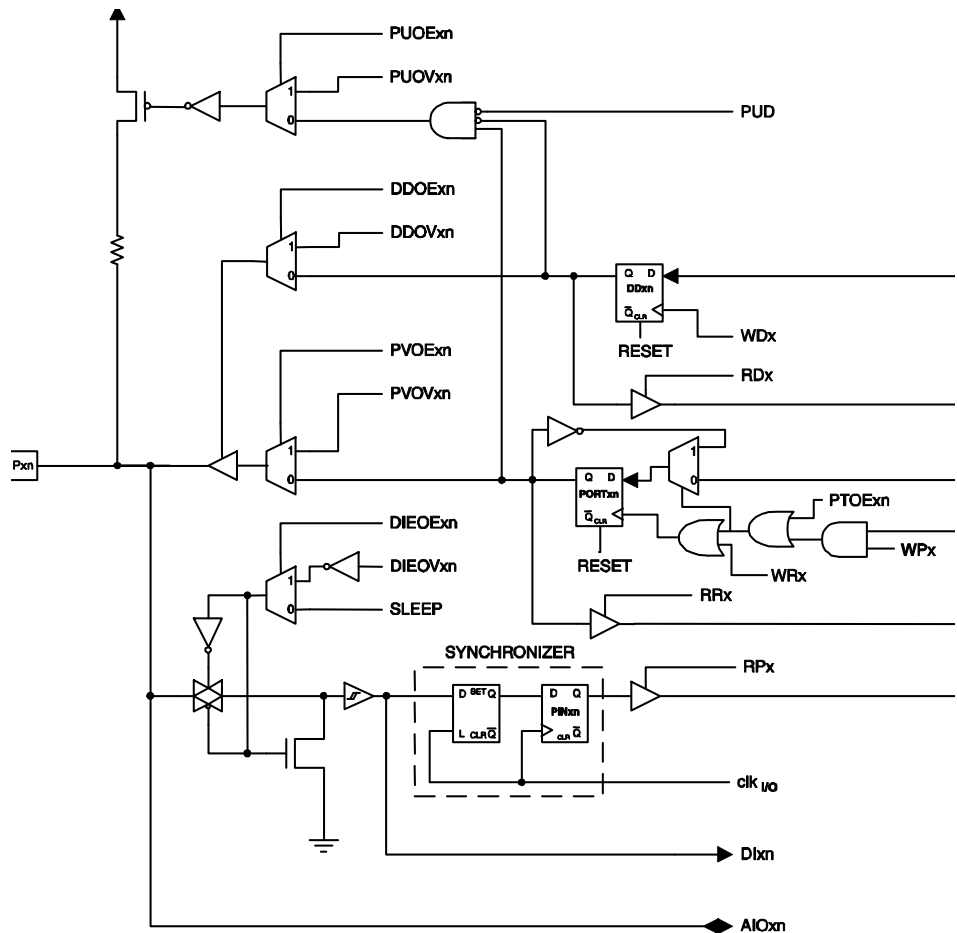 PUOExn
PUOVxn
1
0
PUD
DDOExn
DDOVxn
1
0
Q D
DDxn
Q CLR
WDx
RESET
RDx
PVOExn
PVOVxn
1
0
Pxn
1
0
Q D
PORTxn
Q CLR
PTOExn
WPx
WRx
RESET
RRx
DIEOExn
DIEOVxn
1
0
SLEEP
SYNCHRONIZER
D SET Q
L CLR Q
D Q
PINxn
CLR Q
RPx
clk I/O
DIxn
AIOxn